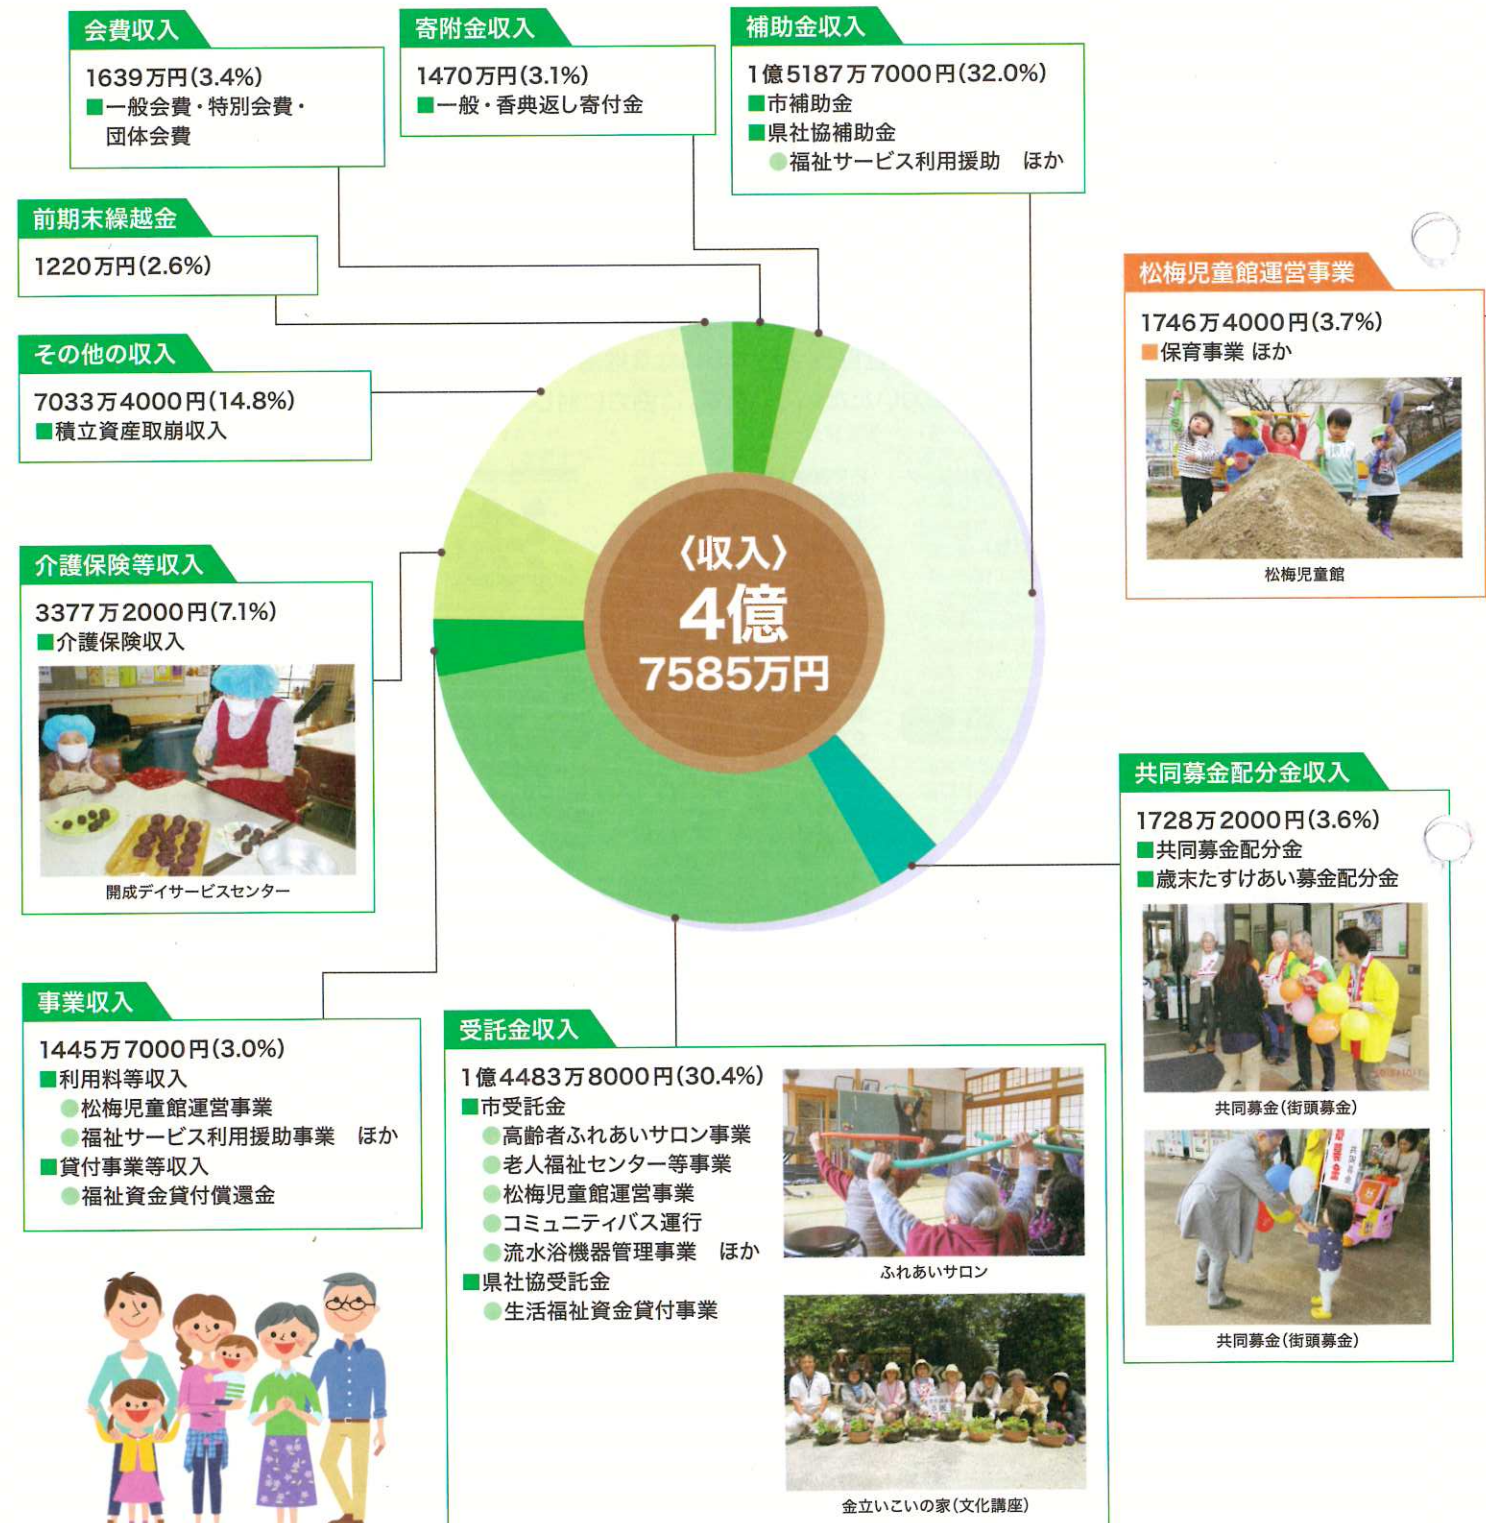 会費収入
1639万円(3.4%)
■一般会費・特別会費・
団体会費
寄附金収入
1470万円(3.1%)
■一般・香典返し寄付金
補助金収入
1億5187万7000円(32.0%)
■市補助金
■県社協補助金
●福祉サービス利用援助　ほか
前期末繰越金
1220万円(2.6%)
その他の収入
7033万4000円(14.8%)
■積立資産取崩収入
松梅児童館運営事業
1746万4000円(3.7%)
■保育事業 ほか
松梅児童館
〈収入〉
4億
7585万円
介護保険等収入
3377万2000円(7.1%)
■介護保険収入
開成デイサービスセンター
共同募金配分金収入
1728万2000円(3.6%)
■共同募金配分金
■歳末たすけあい募金配分金
共同募金(街頭募金)
共同募金(街頭募金)
事業収入
1445万7000円(3.0%)
■利用料等収入
●松梅児童館運営事業
●福祉サービス利用援助事業　ほか
■貸付事業等収入
●福祉資金貸付償還金
受託金収入
1億4483万8000円(30.4%)
■市受託金
●高齢者ふれあいサロン事業
●老人福祉センター等事業
●松梅児童館運営事業
●コミュニティバス運行
●流水浴機器管理事業　ほか
■県社協受託金
●生活福祉資金貸付事業
ふれあいサロン
金立いこいの家(文化講座)